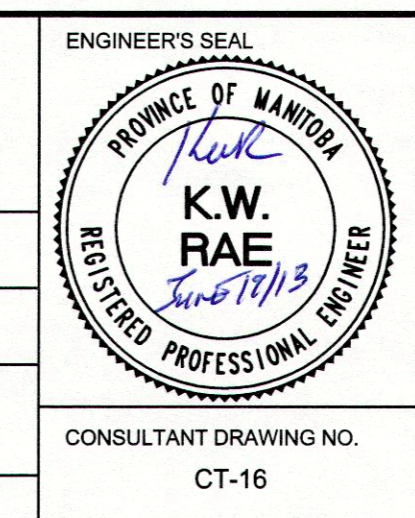 ENGINEER'S SEAL
PROVINCE OF MANITOBA
K.W.
RAE
REGISTERED PROFESSIONAL ENGINEER
CONSULTANT DRAWING NO.
CT-16